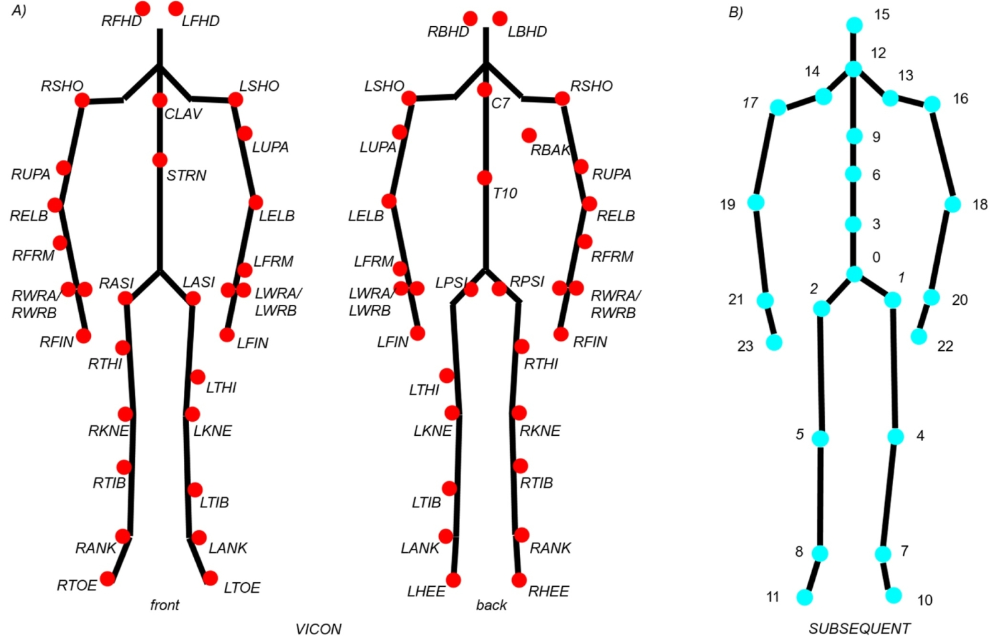 A)
RFHD
LFHD
RSHO
LSHO
CLAV
LUPA
RUPA
STRN
RELB
LELB
RFRM
LFRM
RASI
LASI
RWRA/
RWRB
LWRA/
LWRB
RFIN
LFIN
RTHI
LTHI
RKNE
LKNE
RTIB
LTIB
RANK
LANK
RTOE
LTOE
front
RBHD
LBHD
LSHO
RSHO
C7
LUPA
RBAK
RUPA
T10
LELB
RELB
LFRM
RFRM
LPSI
RPSI
LWRA/
LWRB
RWRA/
RWRB
LFIN
RFIN
RTHI
LTHI
LKNE
RKNE
LTIB
RTIB
LANK
RANK
LHEE
RHEE
back
VICON
B)
15
12
14
13
17
16
9
6
19
18
3
0
2
1
21
20
23
22
5
4
8
7
11
10
SUBSEQUENT